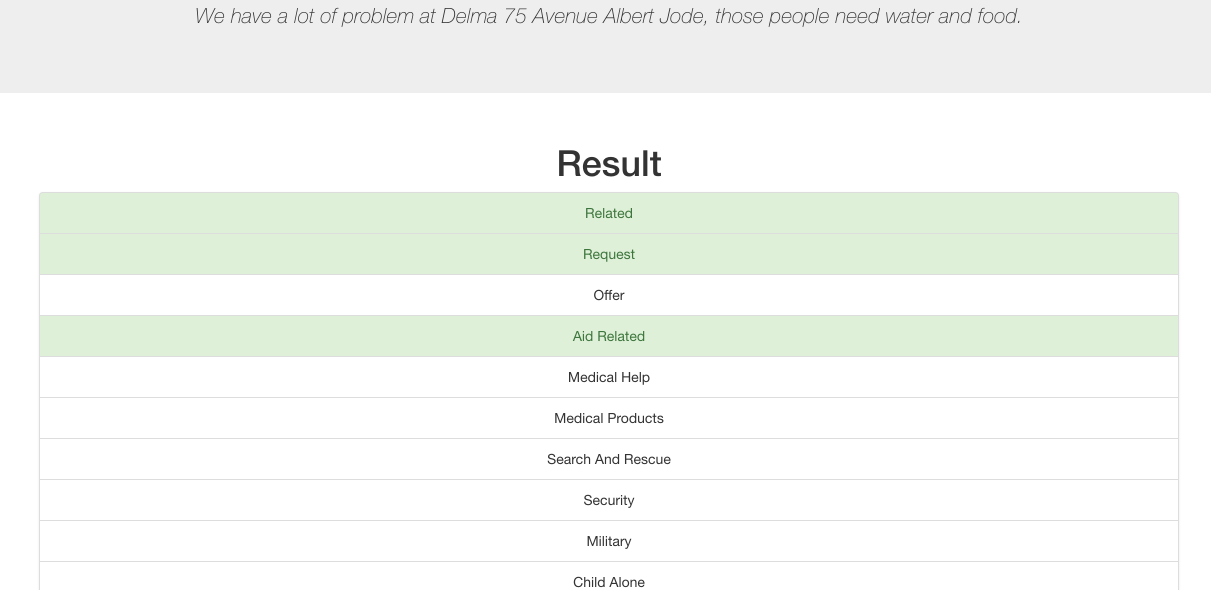 We have a lot of problem at Delma 75 Avenue Albert Jode, those people need water and food.
Result
Related
Request
Offer
Aid Related
Medical Help
Medical Products
Search And Rescue
Security
Military
Child Alone